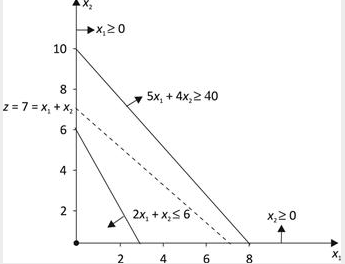 x₂
x₁ ≥ 0
10
5x₁ + 4x₂ ≥ 40
8
z = 7 = x₁ + x₂
6
4
2
2x₁ + x₂ ≤ 6
x₂ ≥ 0
x₁
2 4 6 8